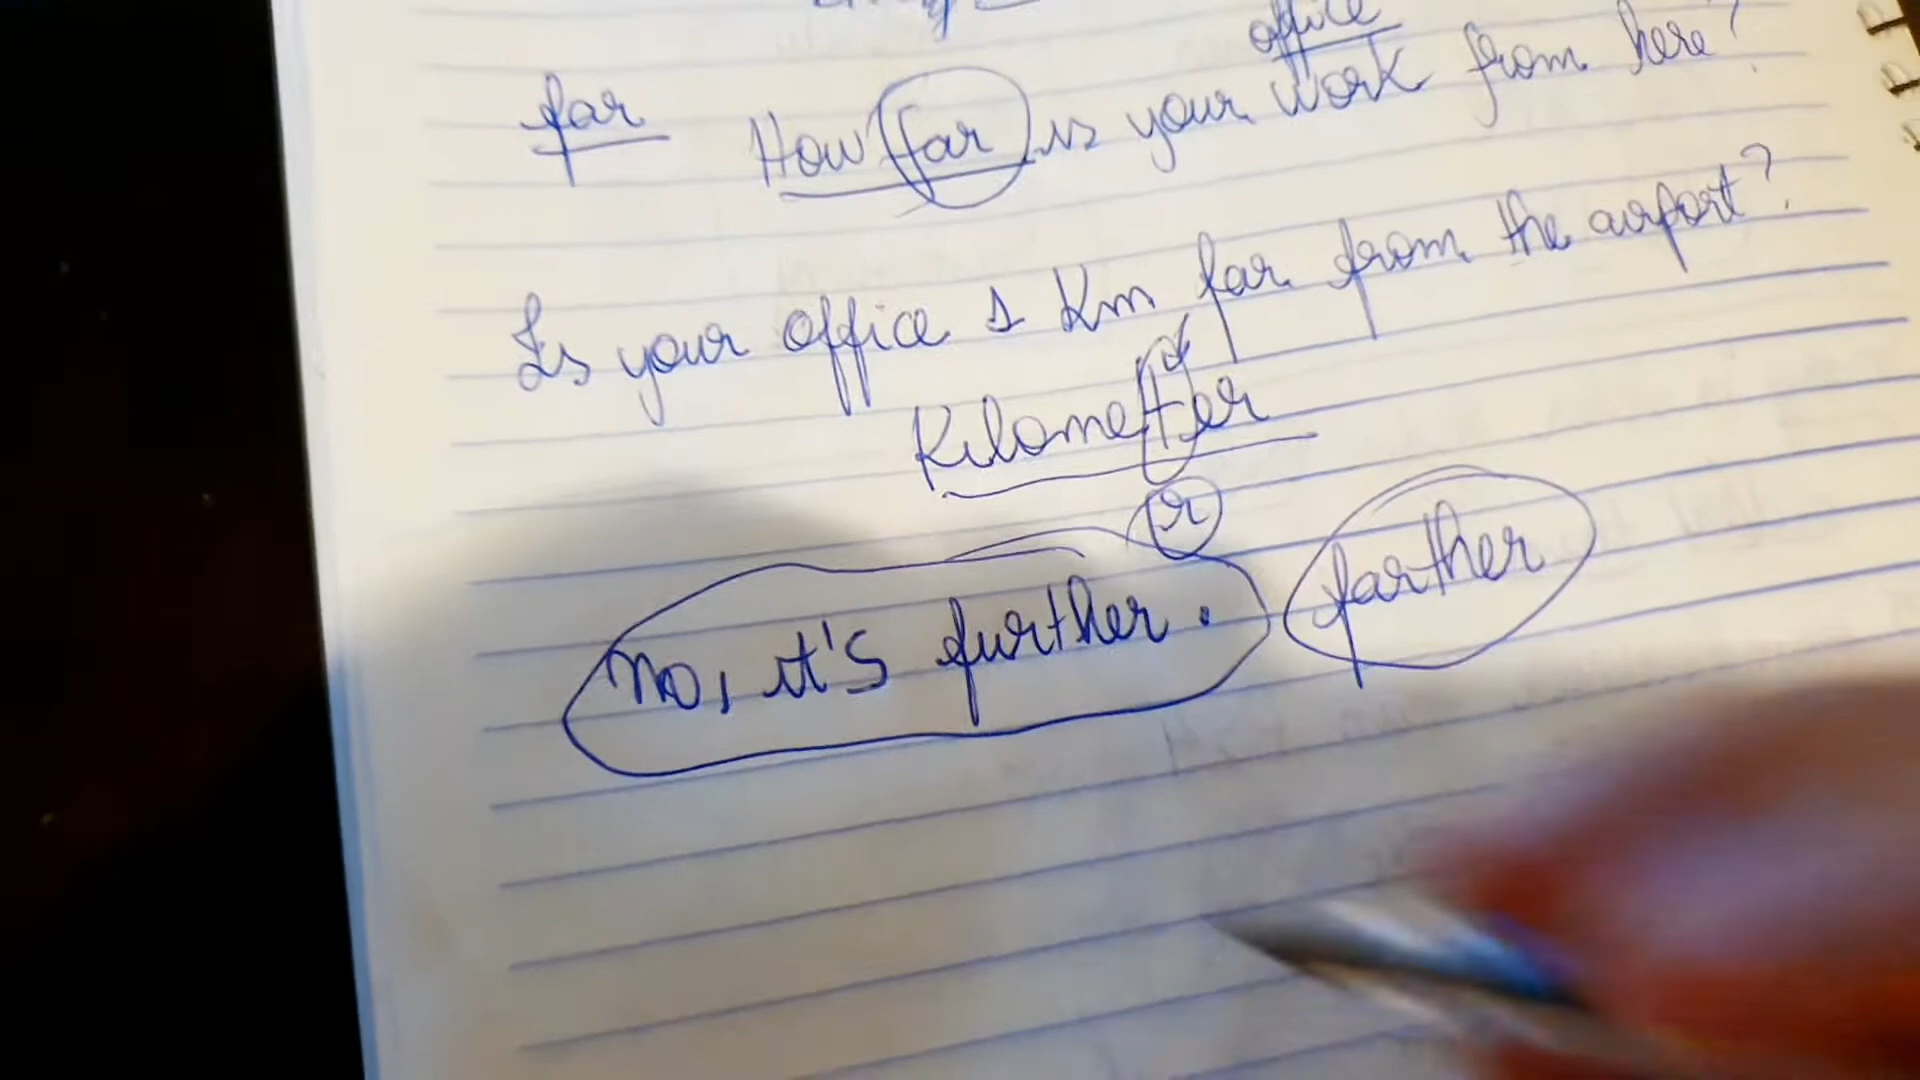 office
far How far is your work from here?
Is your office 1 Km far from the airport?
Kilometer
r
No, it's further. farther